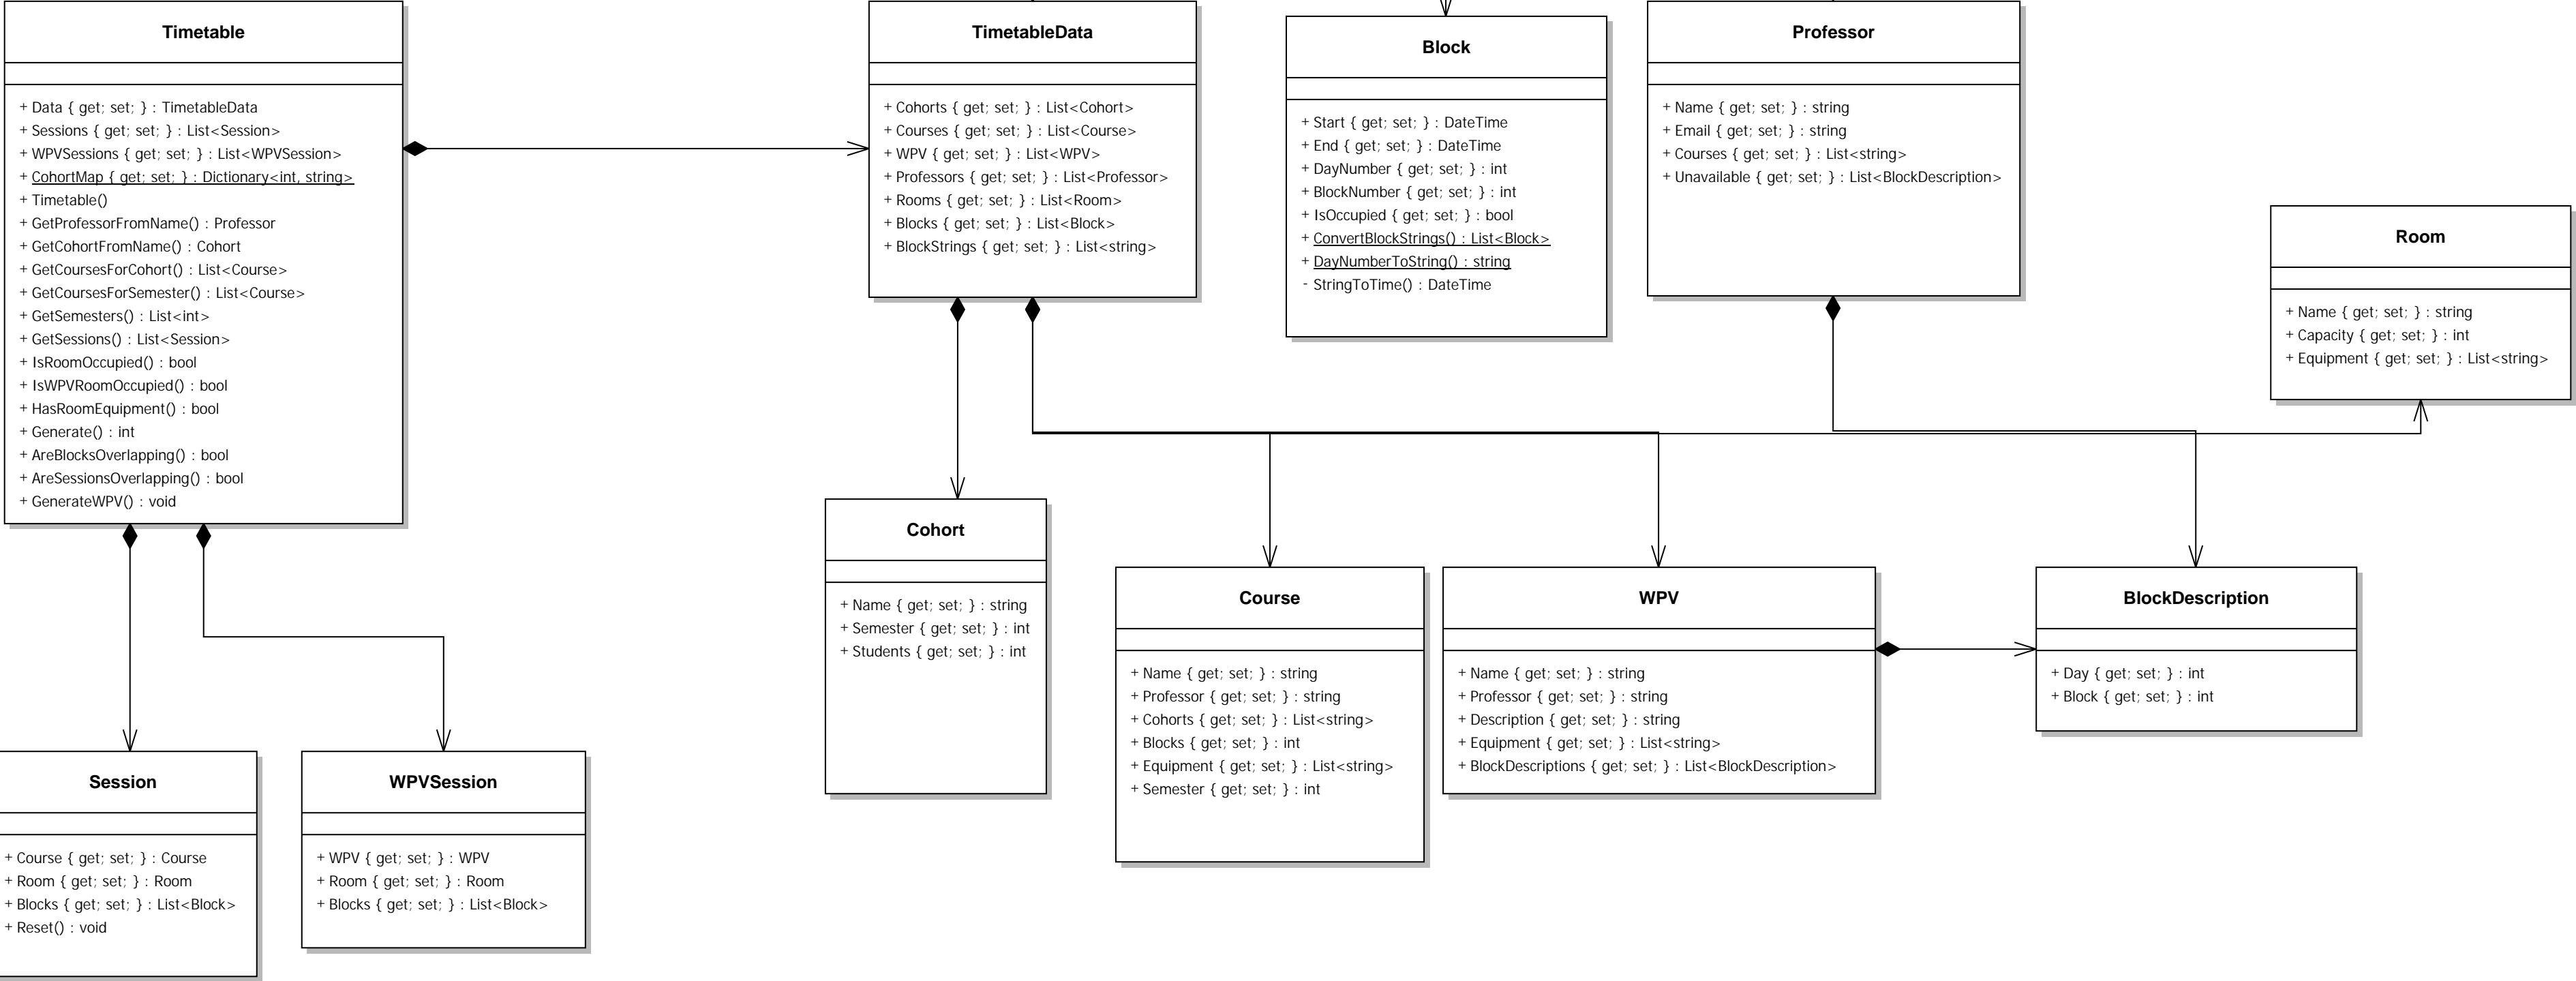 Timetable
+ Data { get; set; } : TimetableData
+ Sessions { get; set; } : List<Session>
+ WPVSessions { get; set; } : List<WPVSession>
+ CohortMap { get; set; } : Dictionary<int, string>
+ Timetable()
+ GetProfessorFromName() : Professor
+ GetCohortFromName() : Cohort
+ GetCoursesForCohort() : List<Course>
+ GetCoursesForSemester() : List<Course>
+ GetSemesters() : List<int>
+ GetSessions() : List<Session>
+ IsRoomOccupied() : bool
+ IsWPVRoomOccupied() : bool
+ HasRoomEquipment() : bool
+ Generate() : int
+ AreBlocksOverlapping() : bool
+ AreSessionsOverlapping() : bool
+ GenerateWPV() : void
TimetableData
+ Cohorts { get; set; } : List<Cohort>
+ Courses { get; set; } : List<Course>
+ WPV { get; set; } : List<WPV>
+ Professors { get; set; } : List<Professor>
+ Rooms { get; set; } : List<Room>
+ Blocks { get; set; } : List<Block>
+ BlockStrings { get; set; } : List<string>
Block
+ Start { get; set; } : DateTime
+ End { get; set; } : DateTime
+ DayNumber { get; set; } : int
+ BlockNumber { get; set; } : int
+ IsOccupied { get; set; } : bool
+ ConvertBlockStrings() : List<Block>
+ DayNumberToString() : string
- StringToTime() : DateTime
Professor
+ Name { get; set; } : string
+ Email { get; set; } : string
+ Courses { get; set; } : List<string>
+ Unavailable { get; set; } : List<BlockDescription>
Room
+ Name { get; set; } : string
+ Capacity { get; set; } : int
+ Equipment { get; set; } : List<string>
Cohort
+ Name { get; set; } : string
+ Semester { get; set; } : int
+ Students { get; set; } : int
Course
+ Name { get; set; } : string
+ Professor { get; set; } : string
+ Cohorts { get; set; } : List<string>
+ Blocks { get; set; } : int
+ Equipment { get; set; } : List<string>
+ Semester { get; set; } : int
WPV
+ Name { get; set; } : string
+ Professor { get; set; } : string
+ Description { get; set; } : string
+ Equipment { get; set; } : List<string>
+ BlockDescriptions { get; set; } : List<BlockDescription>
BlockDescription
+ Day { get; set; } : int
+ Block { get; set; } : int
Session
+ Course { get; set; } : Course
+ Room { get; set; } : Room
+ Blocks { get; set; } : List<Block>
+ Reset() : void
WPVSession
+ WPV { get; set; } : WPV
+ Room { get; set; } : Room
+ Blocks { get; set; } : List<Block>